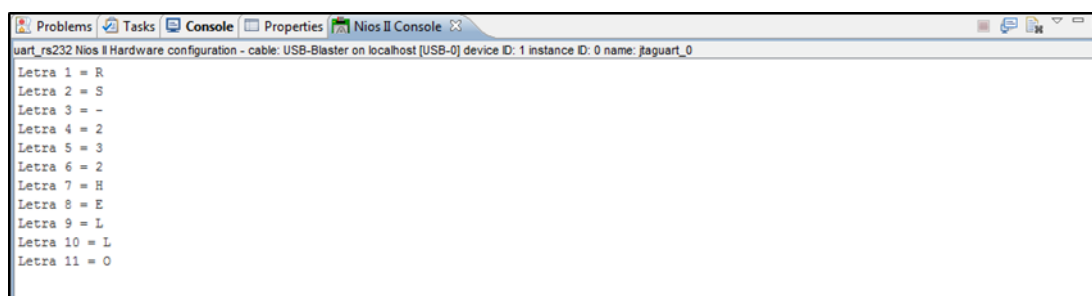 Problems Tasks Console Properties Nios II Console
uart_rs232 Nios II Hardware configuration - cable: USB-Blaster on localhost [USB-0] device ID: 1 instance ID: 0 name: jtaguart_0
Letra 1 = R
Letra 2 = S
Letra 3 = -
Letra 4 = 2
Letra 5 = 3
Letra 6 = 2
Letra 7 = H
Letra 8 = E
Letra 9 = L
Letra 10 = L
Letra 11 = O